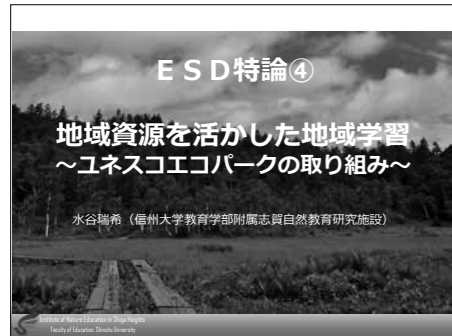 ＥＳＤ特論④
地域資源を活かした地域学習
～ユネスコエコパークの取り組み～
水谷瑞希（信州大学教育学部附属志賀自然教育研究施設）
Institute of Nature Education in Shiga Heights
Faculty of Education, Shinshu University